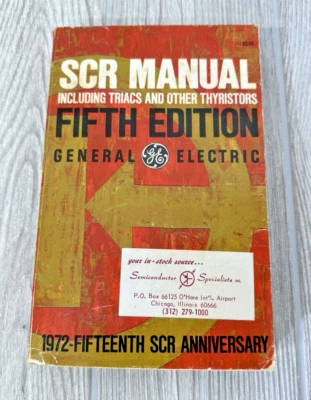 SCR MANUAL
INCLUDING TRIACS AND OTHER THYRISTORS
FIFTH EDITION
GENERAL GE ELECTRIC
your in-stock source...
Semiconductor Specialists
P.O. Box 66125 O'Hare Int'l. Airport
Chicago, Illinois 60666
(312) 279-1000
1972-FIFTEENTH SCR ANNIVERSARY